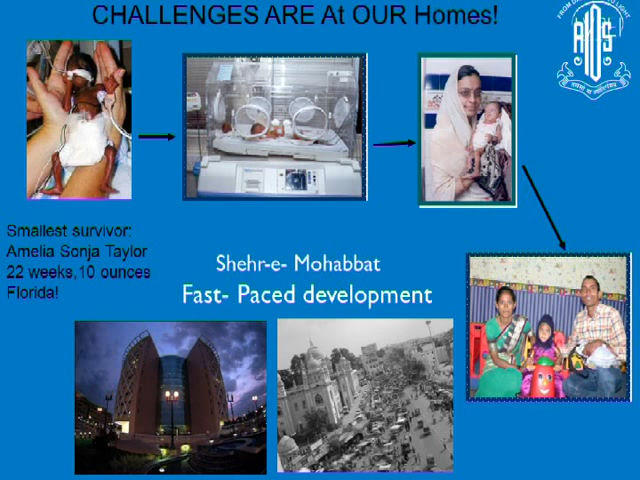 CHALLENGES ARE At OUR Homes!
Smallest survivor:
Amelia Sonja Taylor
22 weeks,10 ounces
Florida!
Shehr-e- Mohabbat
Fast- Paced development